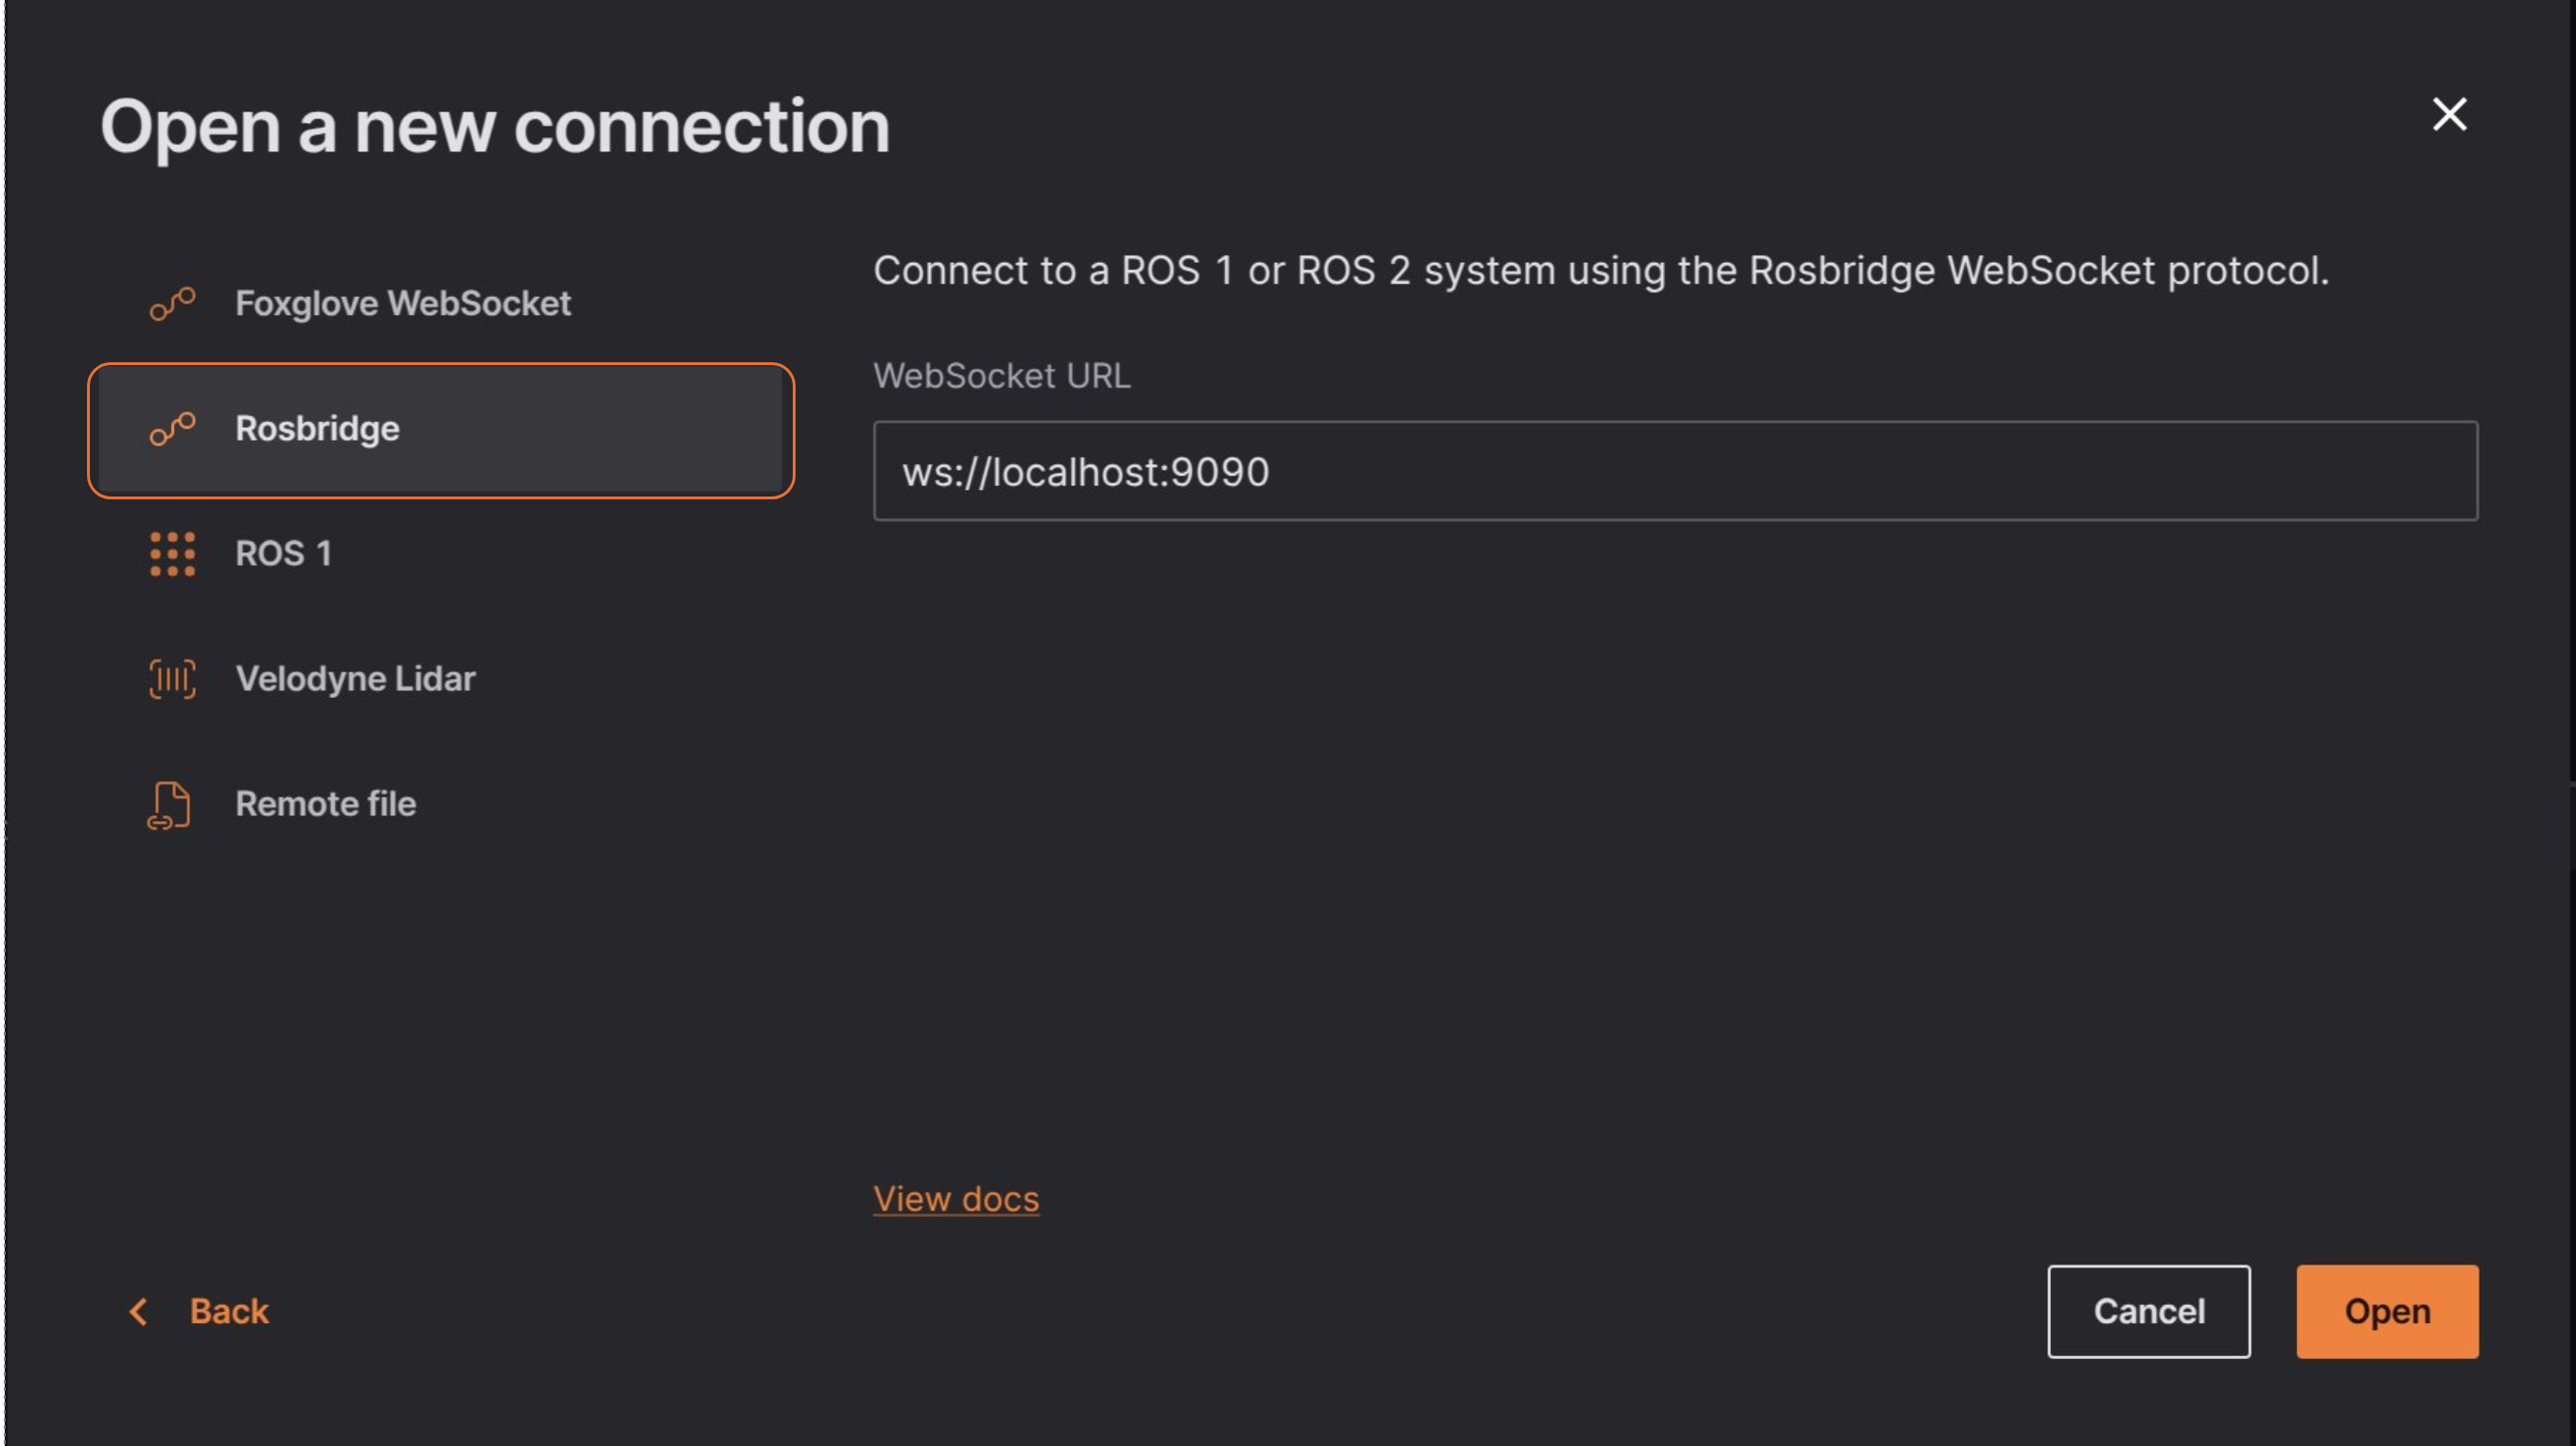 Open a new connection
Foxglove WebSocket
Rosbridge
ROS 1
Velodyne Lidar
Remote file
Connect to a ROS 1 or ROS 2 system using the Rosbridge WebSocket protocol.
WebSocket URL
ws://localhost:9090
View docs
Back
Cancel
Open